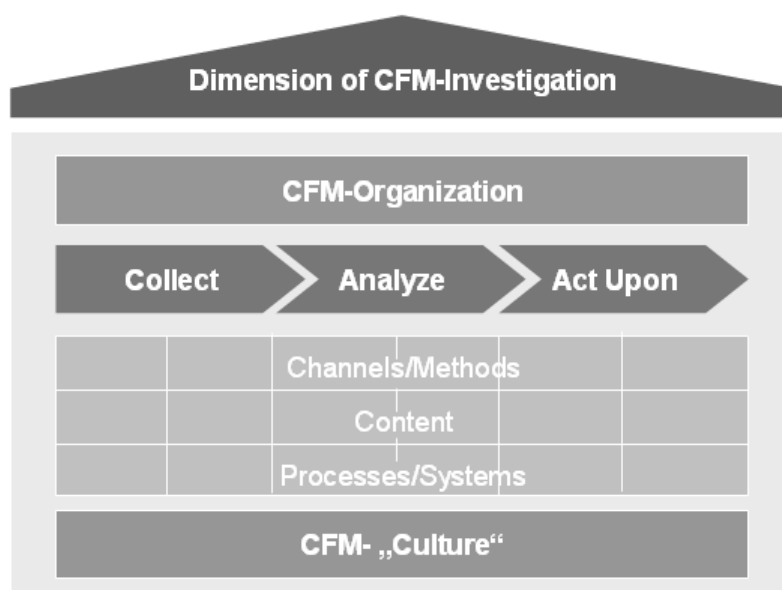 Dimension of CFM-Investigation
CFM-Organization
Collect
Analyze
Act Upon
Channels/Methods
Content
Processes/Systems
CFM- „Culture“